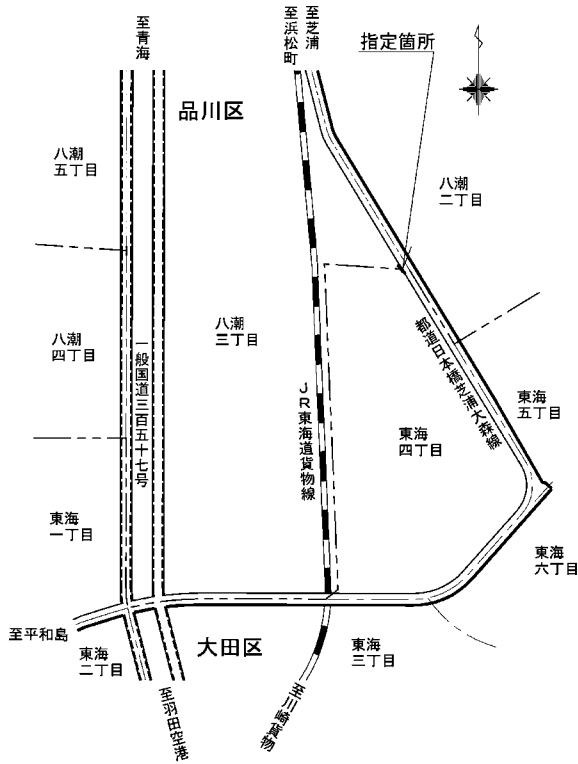 至青海
至浜松町
至芝浦
指定箇所
品川区
八潮
五丁目
八潮
二丁目
八潮
四丁目
八潮
三丁目
一般国道三百五十七号
JR東海道貨物線
都道日本橋芝浦大森線
東海
五丁目
東海
四丁目
東海
一丁目
東海
六丁目
至平和島
大田区
東海
二丁目
東海
三丁目
至羽田空港
至川崎貨物